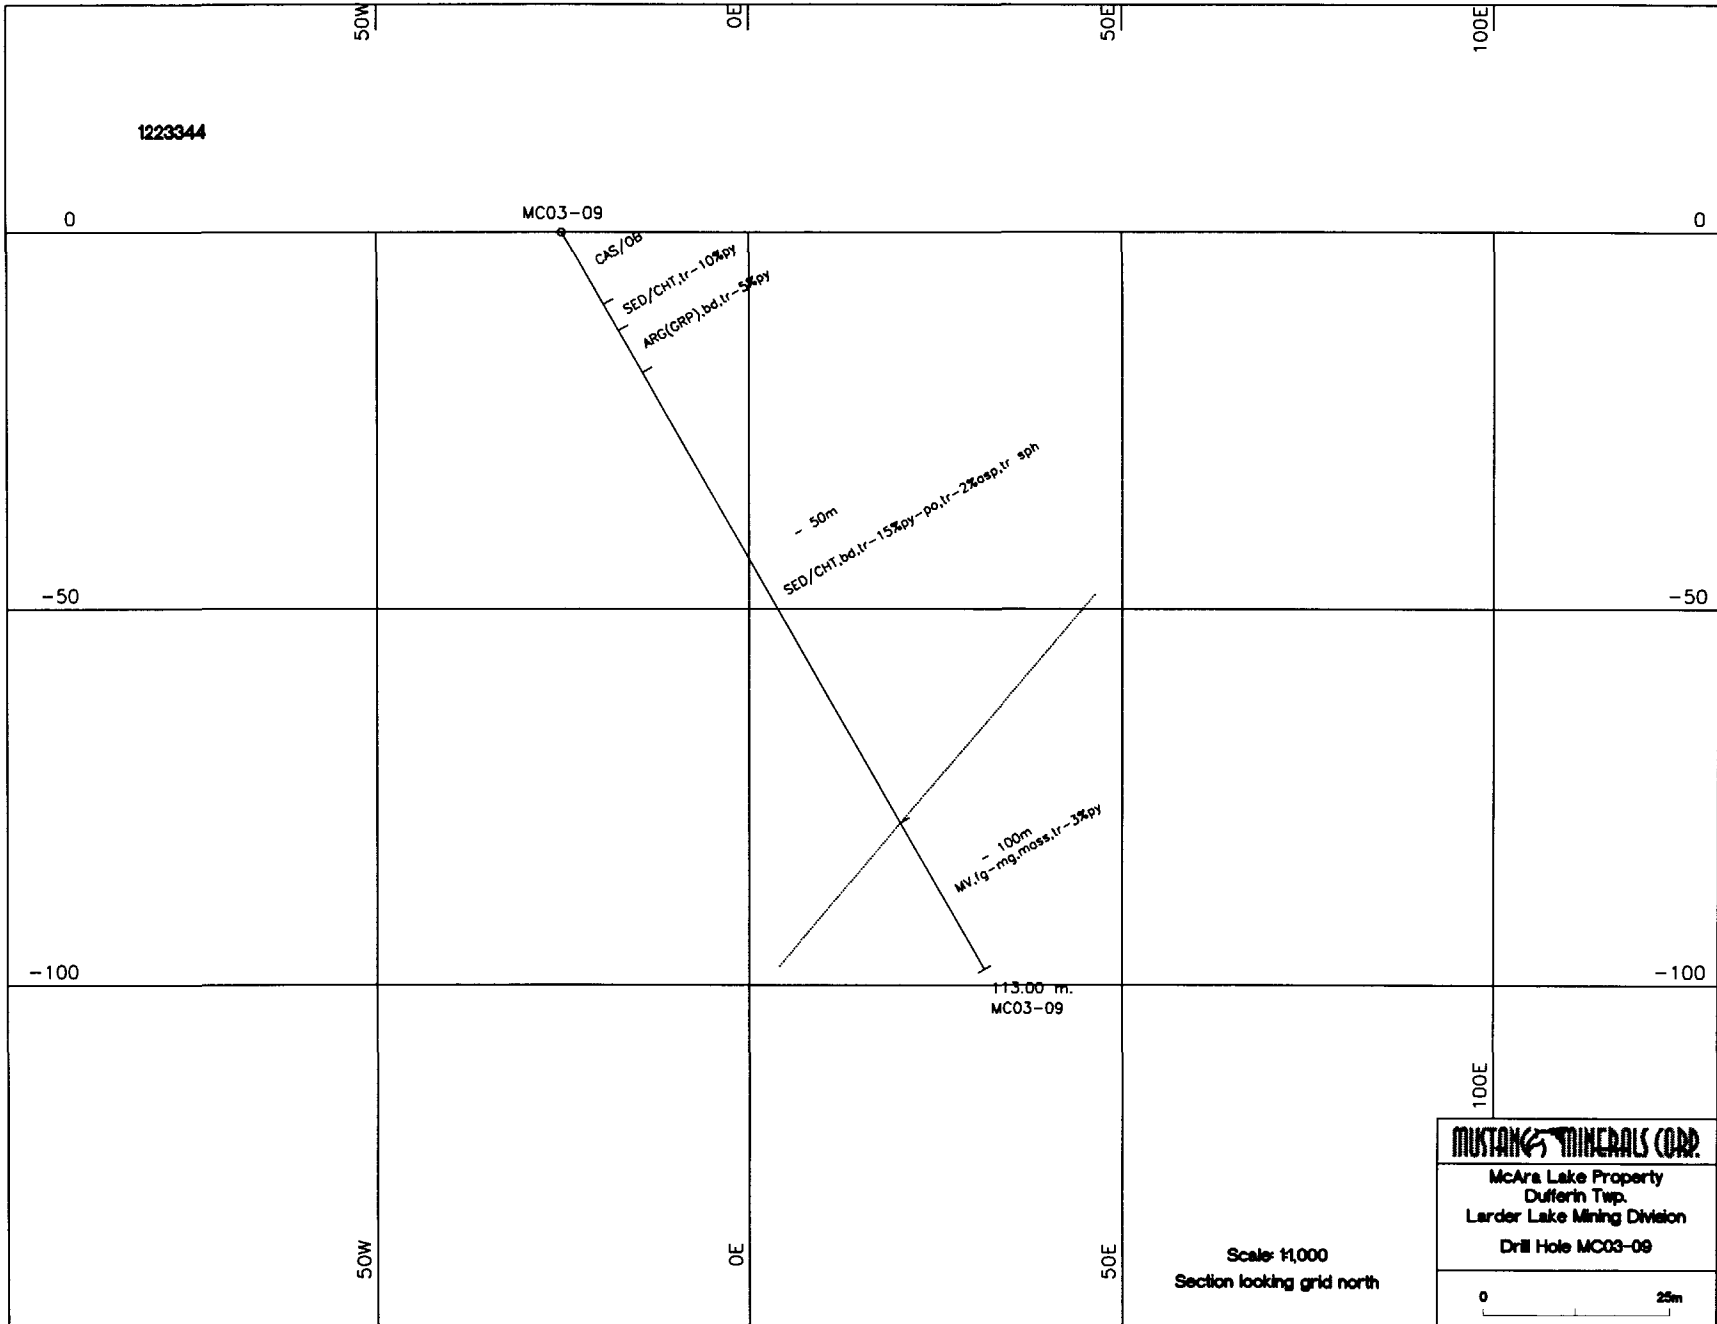 50W
0E
50E
100E
1223344
MC03-09
0
0
CAS/OB
SED/CHT,tr-10%py
ARG(GRP),bd,tr-5%py
- 50m
SED/CHT,bd,tr-15%py-po,tr-2%asp,tr sph
-50
-50
- 100m
MV,fg-mg,mass,tr-3%py
-100
-100
113.00 m.
MC03-09
50W
0E
50E
100E
Scale 1:1,000
Section looking grid north
MUSTANG MINERALS CORP.
McAra Lake Property
Dufferin Twp.
Larder Lake Mining Division
Drill Hole MC03-09
0 25m